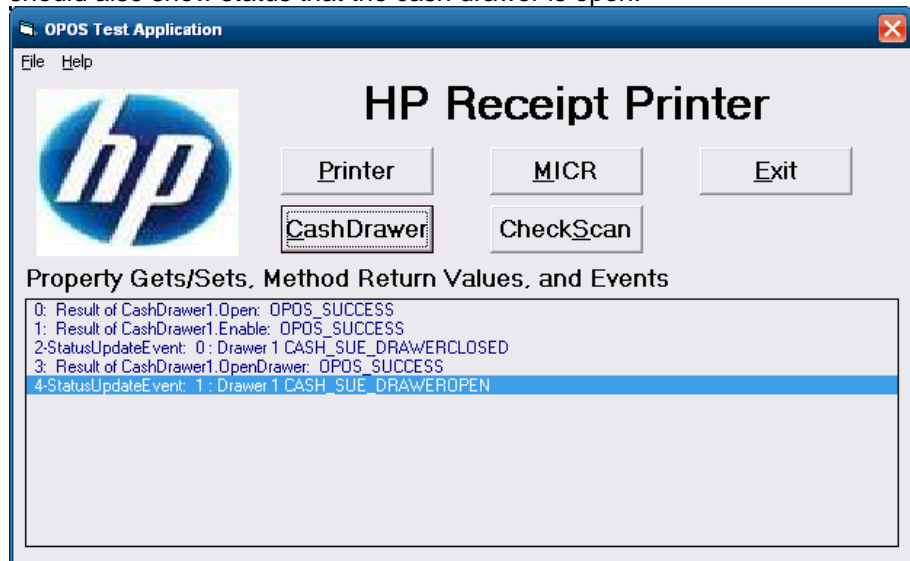 should also show status that the cash drawer is open.
OPOS Test Application
File Help
hp
HP Receipt Printer
Printer MICR Exit
CashDrawer CheckScan
Property Gets/Sets, Method Return Values, and Events
0: Result of CashDrawer1.Open: OPOS_SUCCESS
1: Result of CashDrawer1.Enable: OPOS_SUCCESS
2-StatusUpdateEvent: 0 : Drawer 1 CASH_SUE_DRAWERCLOSED
3: Result of CashDrawer1.OpenDrawer: OPOS_SUCCESS
4-StatusUpdateEvent: 1 : Drawer 1 CASH_SUE_DRAWEROPEN